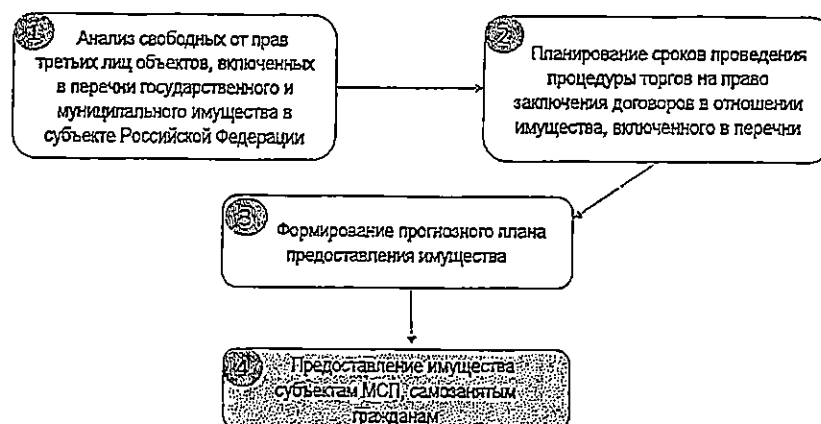 1
Анализ свободных от прав
третьих лиц объектов, включенных
в перечни государственного и
муниципального имущества в
субъекте Российской Федерации
2
Планирование сроков проведения
процедуры торгов на право
заключения договоров в отношении
имущества, включенного в перечни
3
Формирование прогнозного плана
предоставления имущества
4
Предоставление имущества
субъектам МСП, самозанятым
гражданам